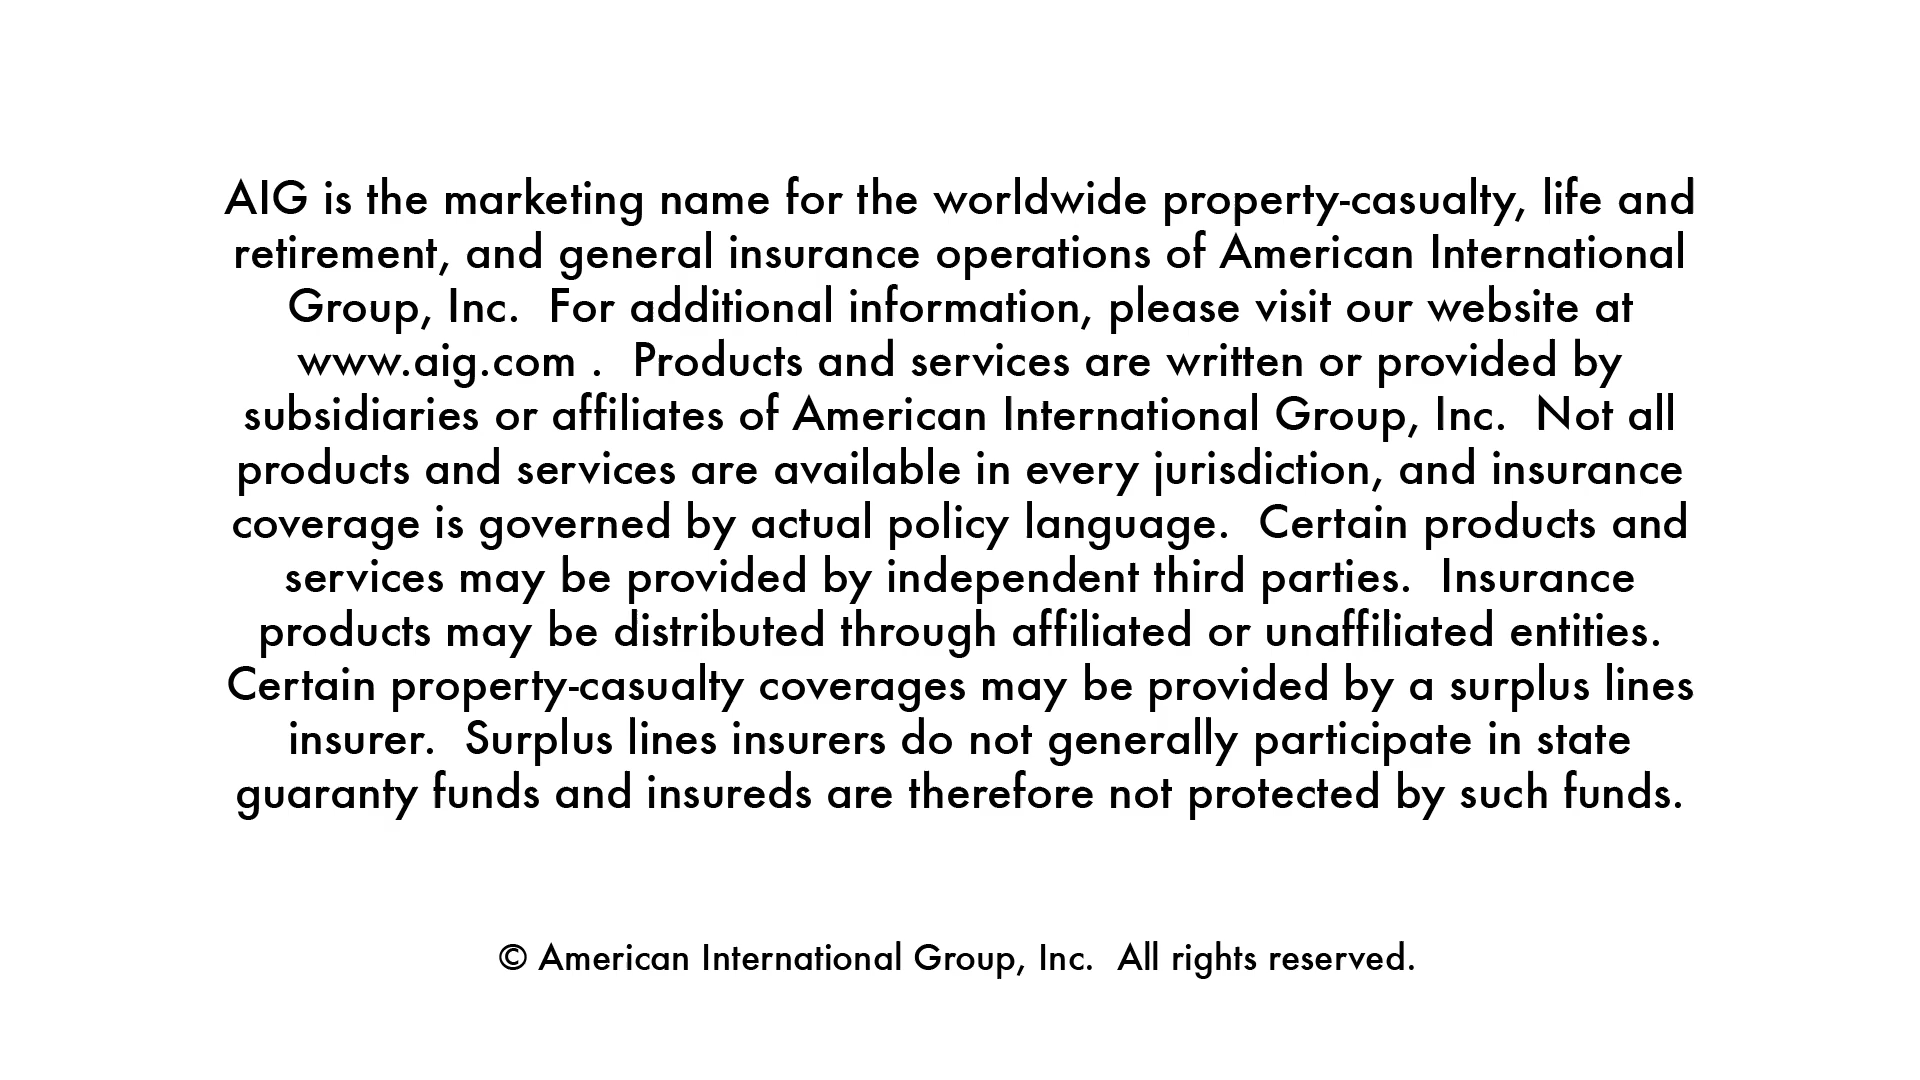 AIG is the marketing name for the worldwide property-casualty, life and
retirement, and general insurance operations of American International
Group, Inc.  For additional information, please visit our website at
www.aig.com .  Products and services are written or provided by
subsidiaries or affiliates of American International Group, Inc.  Not all
products and services are available in every jurisdiction, and insurance
coverage is governed by actual policy language.  Certain products and
services may be provided by independent third parties.  Insurance
products may be distributed through affiliated or unaffiliated entities.
Certain property-casualty coverages may be provided by a surplus lines
insurer.  Surplus lines insurers do not generally participate in state
guaranty funds and insureds are therefore not protected by such funds.
© American International Group, Inc.  All rights reserved.